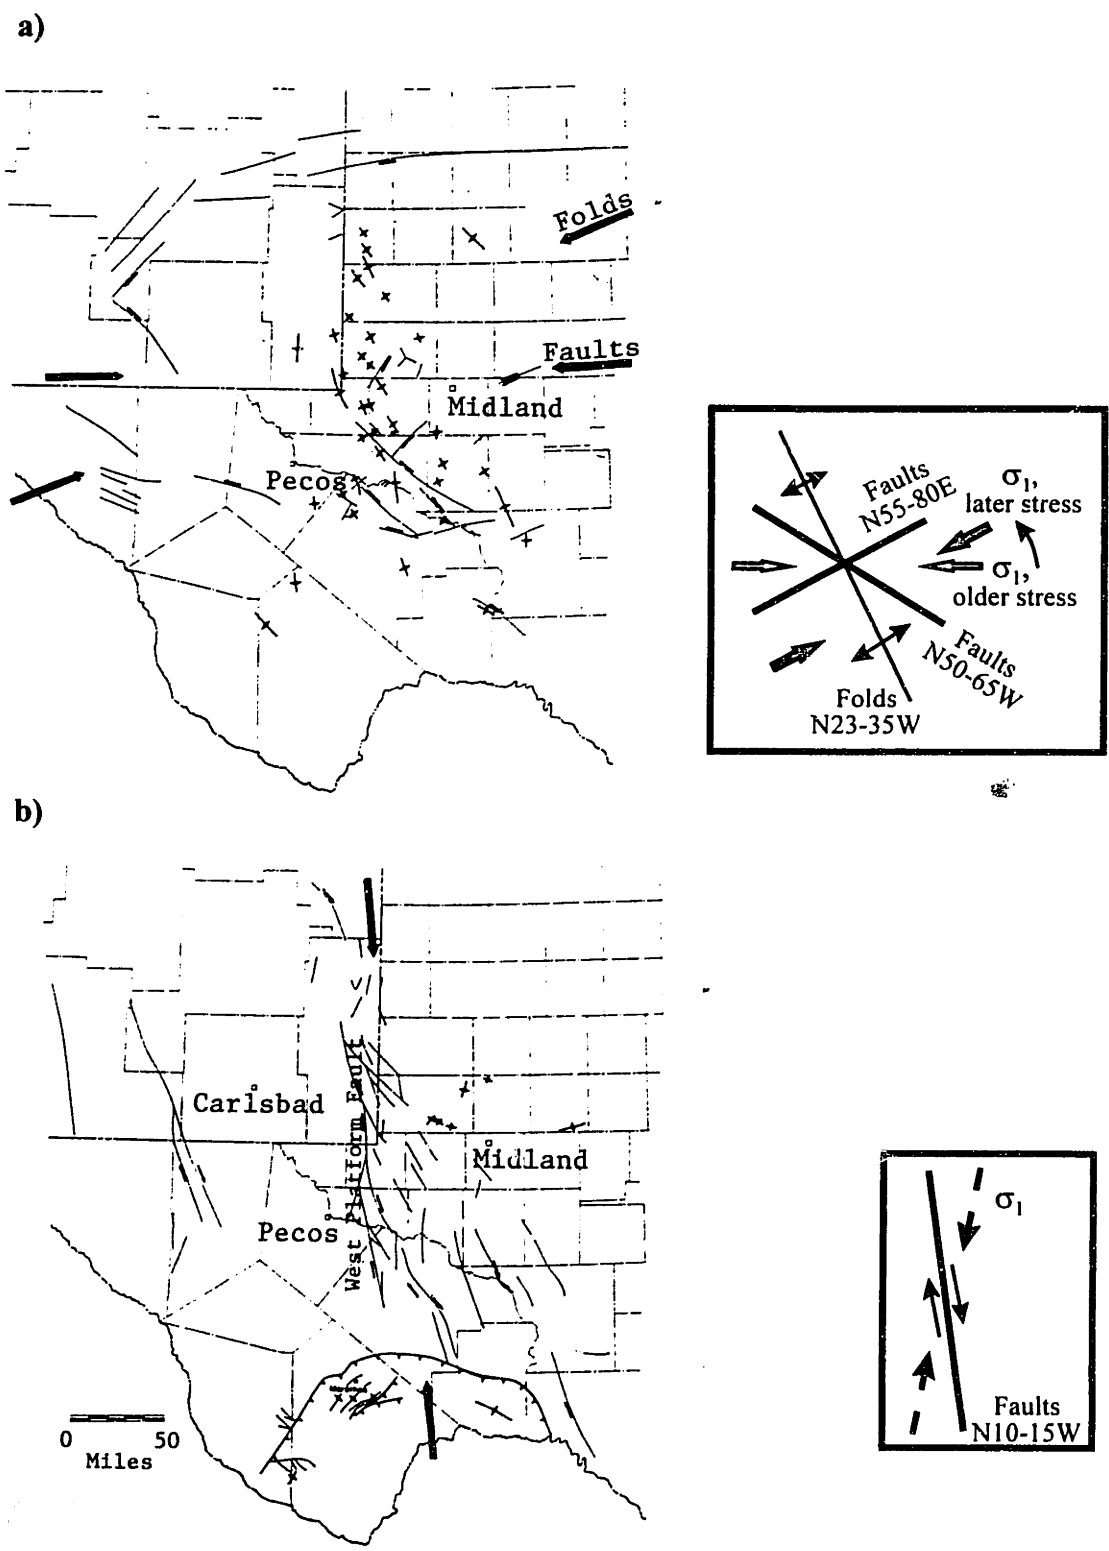 a)
Folds
Faults
Midland
Pecos
Faults
N55-80E
σ1,
later stress
σ1,
older stress
Faults
N50-65W
Folds
N23-35W
b)
West Platform Fault
Carlsbad
Midland
Pecos
0 50
Miles
σ1
Faults
N10-15W